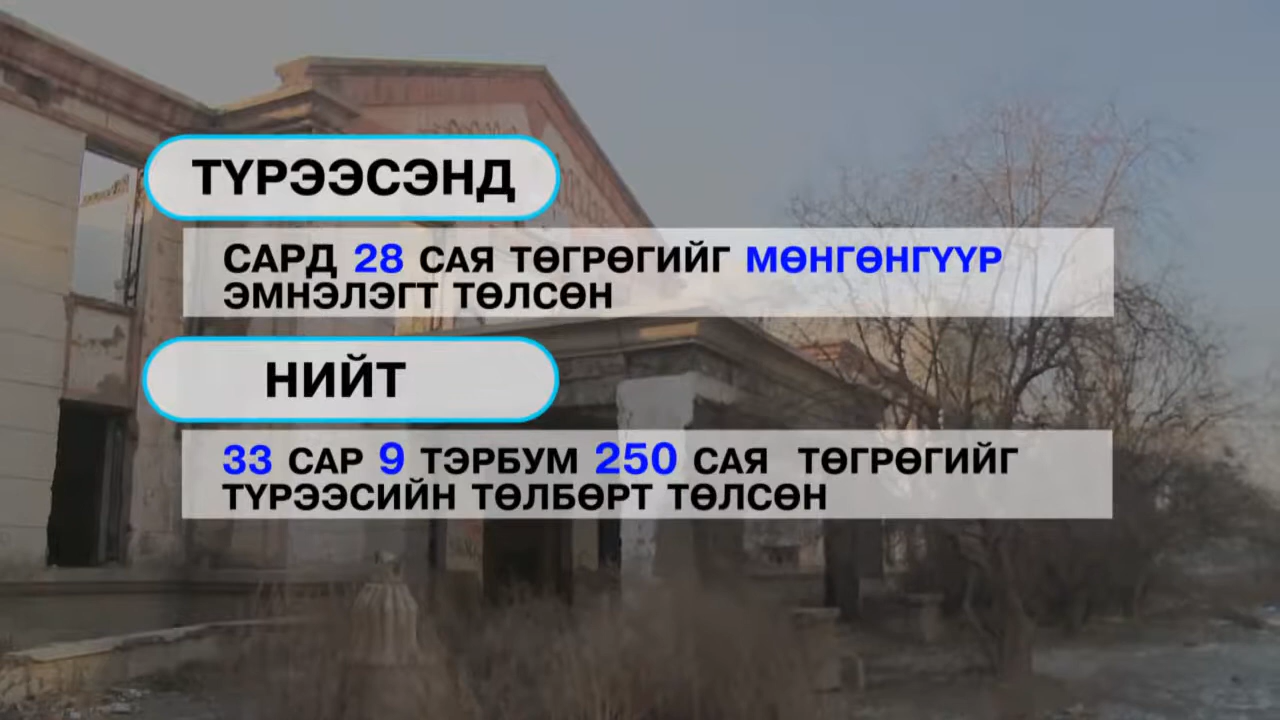 ТҮРЭЭСЭНД
САРД 28 САЯ ТӨГРӨГИЙГ МӨНГӨНГҮҮР
ЭМНЭЛЭГТ ТӨЛСӨН
НИЙТ
33 САР 9 ТЭРБУМ 250 САЯ ТӨГРӨГИЙГ
ТҮРЭЭСИЙН ТӨЛБӨРТ ТӨЛСӨН